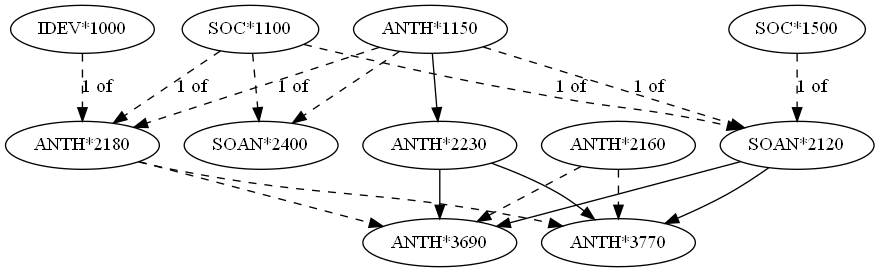 IDEV*1000 SOC*1100 ANTH*1150 SOC*1500
1 of 1 of 1 of 1 of 1 of 1 of
ANTH*2180 SOAN*2400 ANTH*2230 ANTH*2160 SOAN*2120
ANTH*3690 ANTH*3770